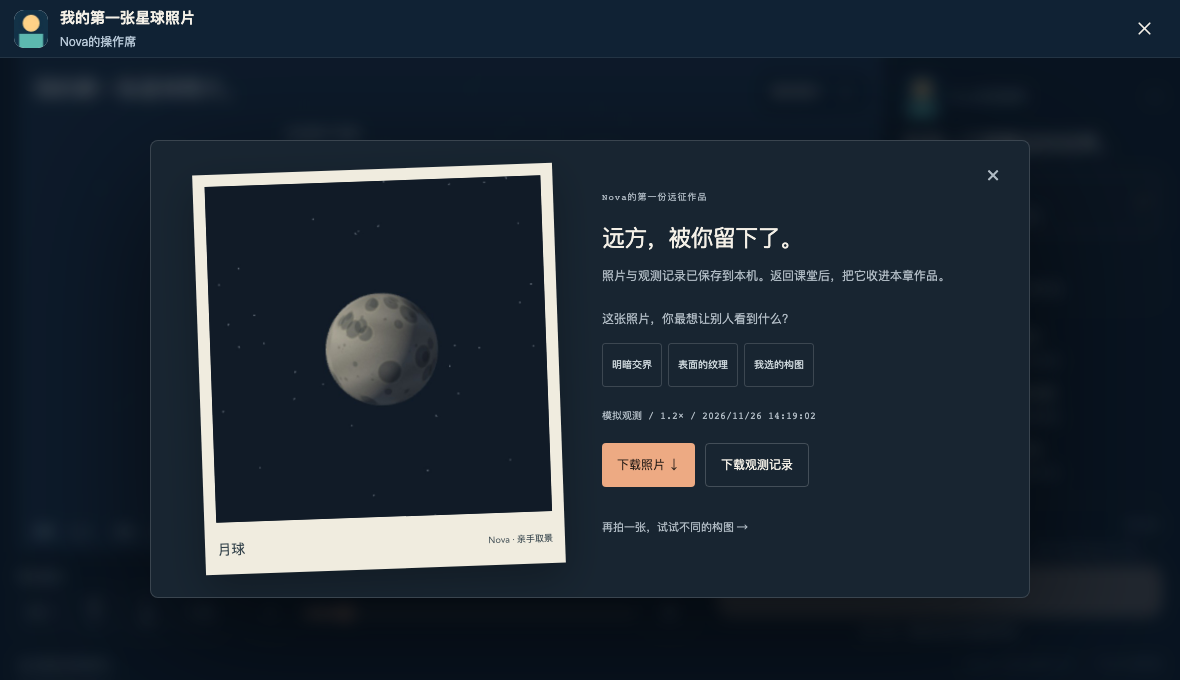 我的第一张星球照片
Nova的操作席
Nova的第一份远征作品
远方，被你留下了。
照片与观测记录已保存到本机。返回课堂后，把它收进本章作品。
这张照片，你最想让别人看到什么？
明暗交界
表面的纹理
我选的构图
模拟观测 / 1.2× / 2026/11/26 14:19:02
下载照片 ↓
下载观测记录
再拍一张，试试不同的构图 →
月球
Nova · 亲手取景